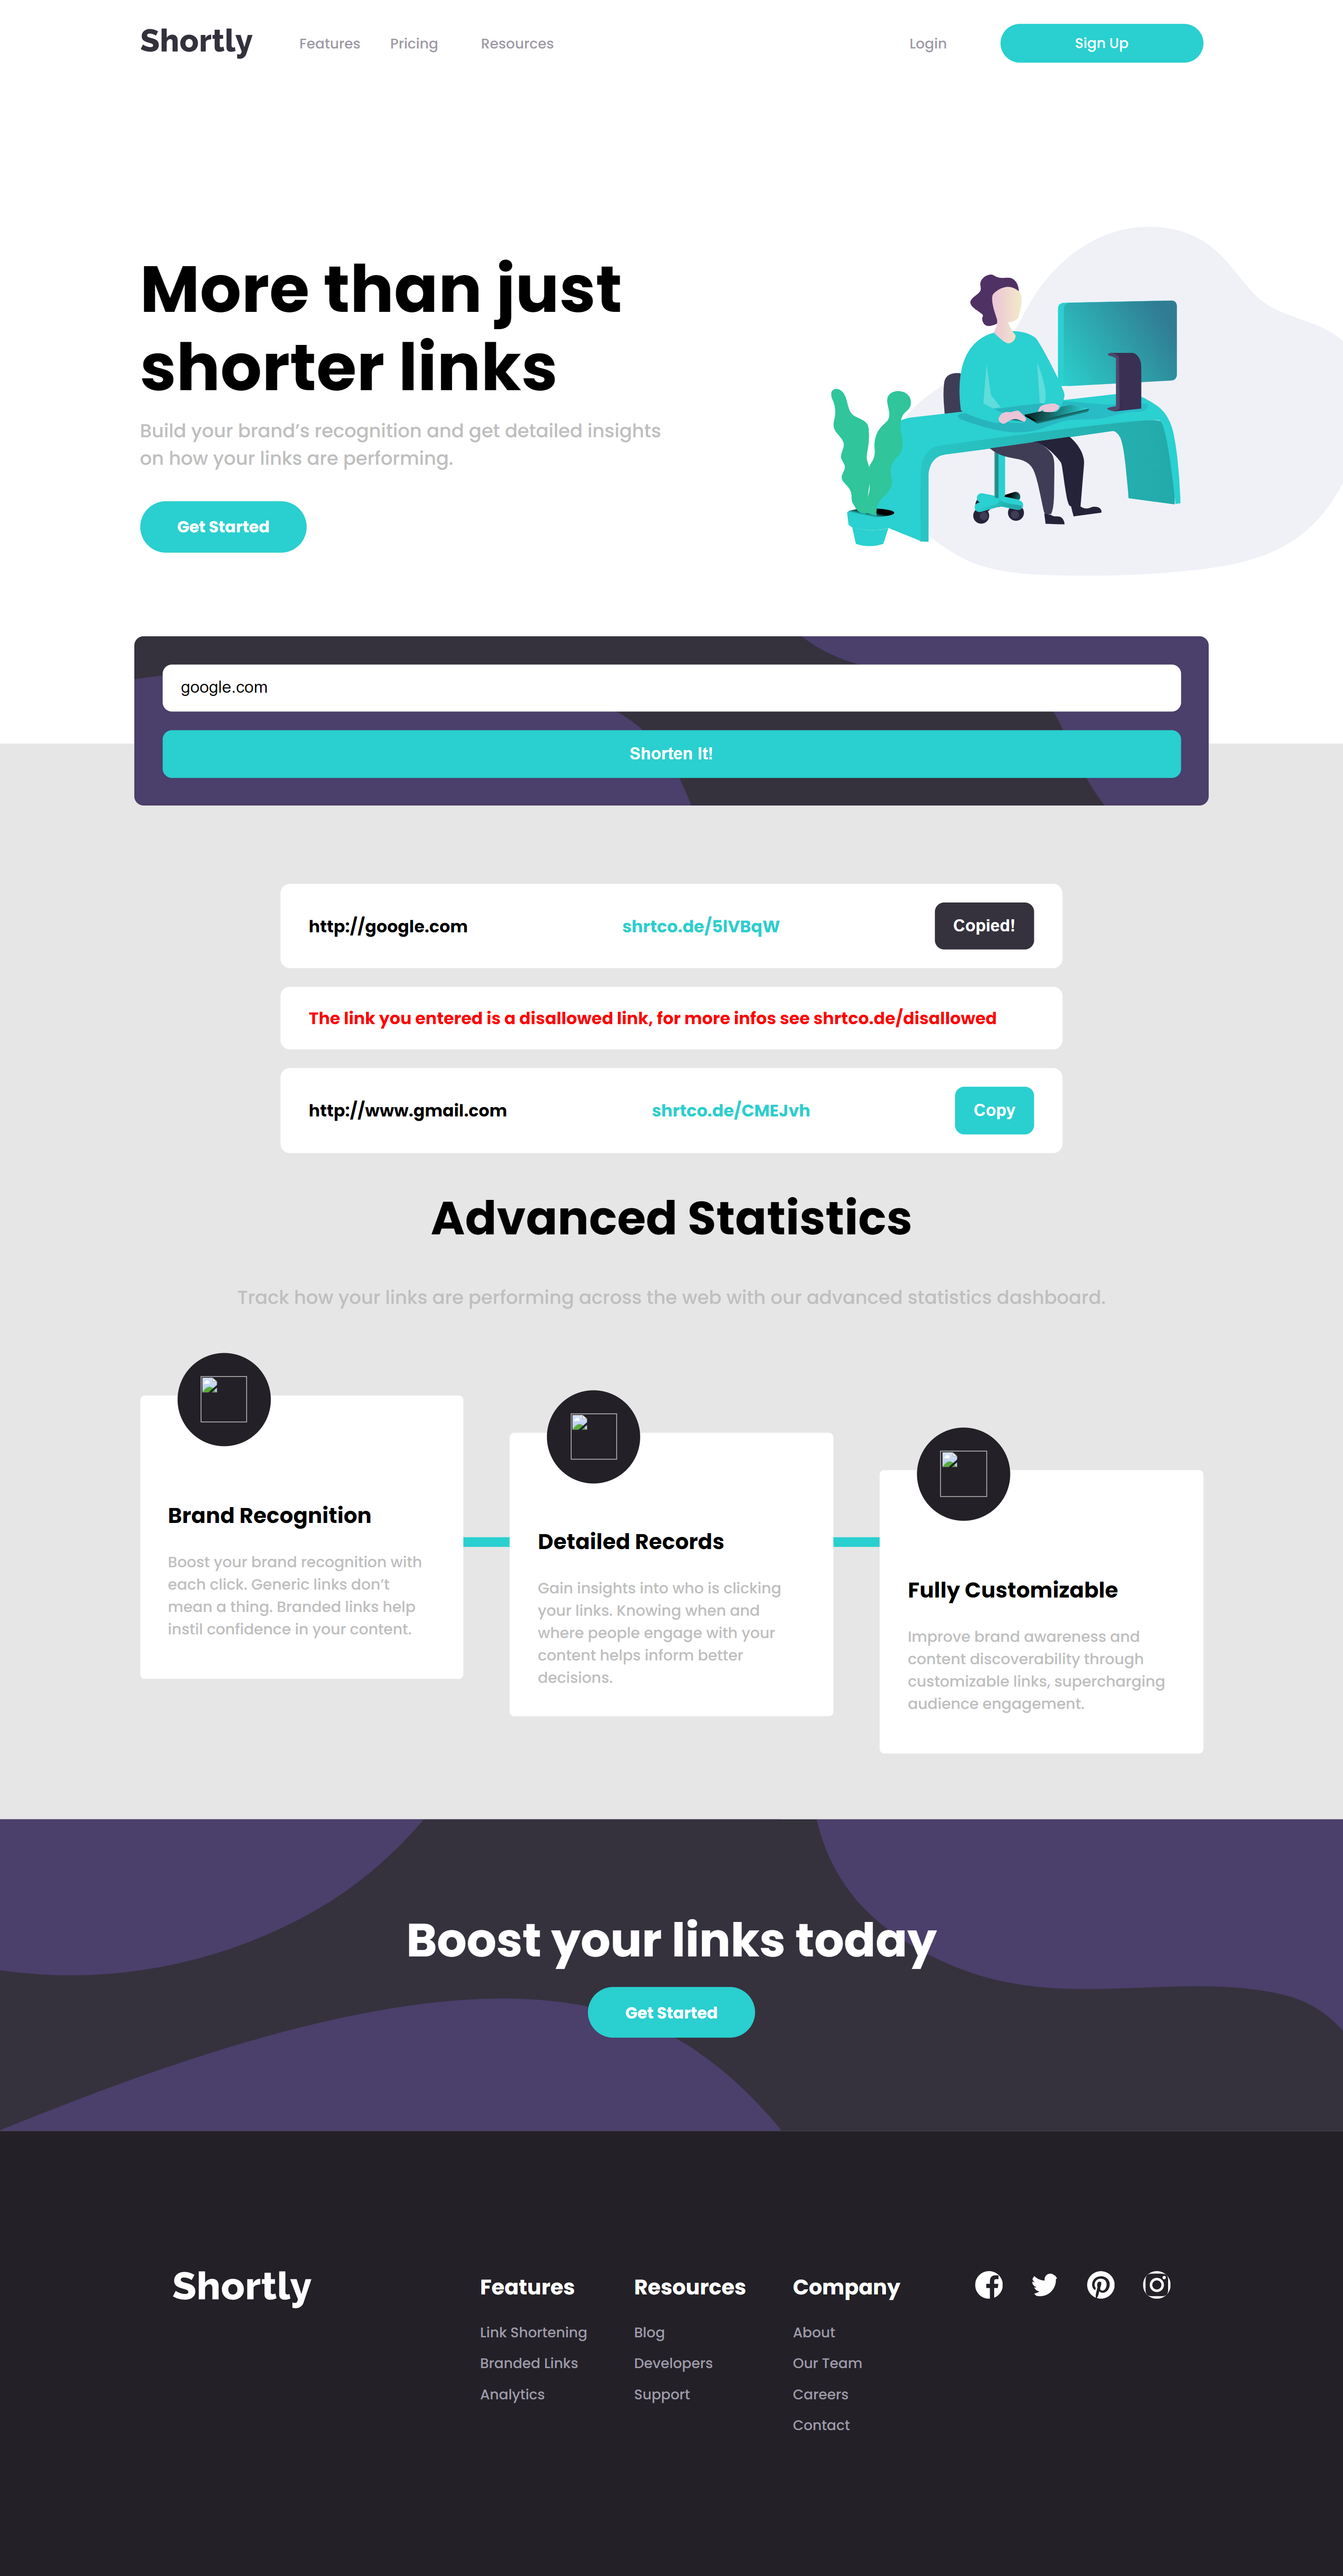 Shortly
Features
Pricing
Resources
Login
Sign Up
More than just
shorter links
Build your brand’s recognition and get detailed insights
on how your links are performing.
Get Started
google.com
Shorten It!
http://google.com
shrtco.de/5lVBqW
Copied!
The link you entered is a disallowed link, for more infos see shrtco.de/disallowed
http://www.gmail.com
shrtco.de/CMEJvh
Copy
Advanced Statistics
Track how your links are performing across the web with our advanced statistics dashboard.
Brand Recognition
Boost your brand recognition with
each click. Generic links don’t
mean a thing. Branded links help
instil confidence in your content.
Detailed Records
Gain insights into who is clicking
your links. Knowing when and
where people engage with your
content helps inform better
decisions.
Fully Customizable
Improve brand awareness and
content discoverability through
customizable links, supercharging
audience engagement.
Boost your links today
Get Started
Shortly
Features
Link Shortening
Branded Links
Analytics
Resources
Blog
Developers
Support
Company
About
Our Team
Careers
Contact